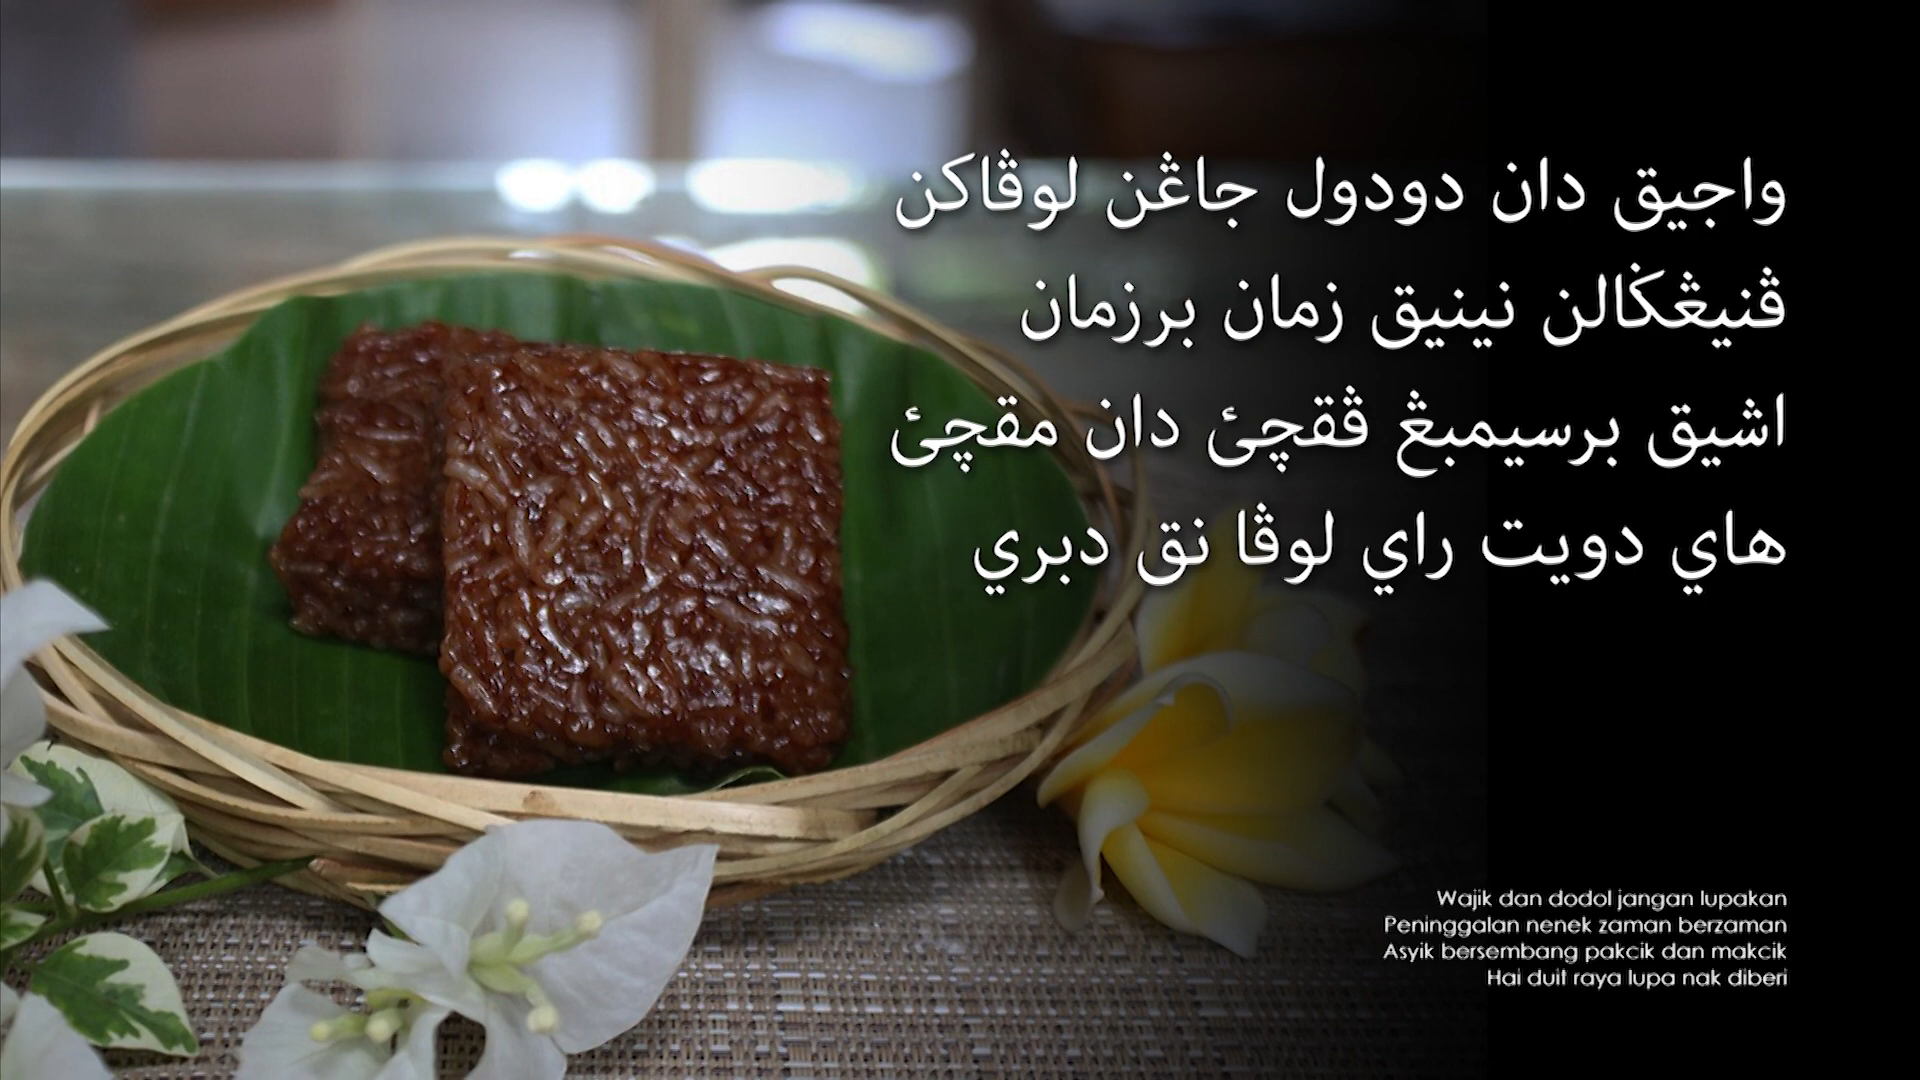 واجيق دان دودول جاڠن لوڤاكن
ڤنيڠݢالن نينيق زمان برزمان
اشيق برسيمبڠ ڤقچئ دان مقچئ
هاي دويت راي لوڤا نق دبري
Wajik dan dodol jangan lupakan
Peninggalan nenek zaman berzaman
Asyik bersembang pakcik dan makcik
Hai duit raya lupa nak diberi